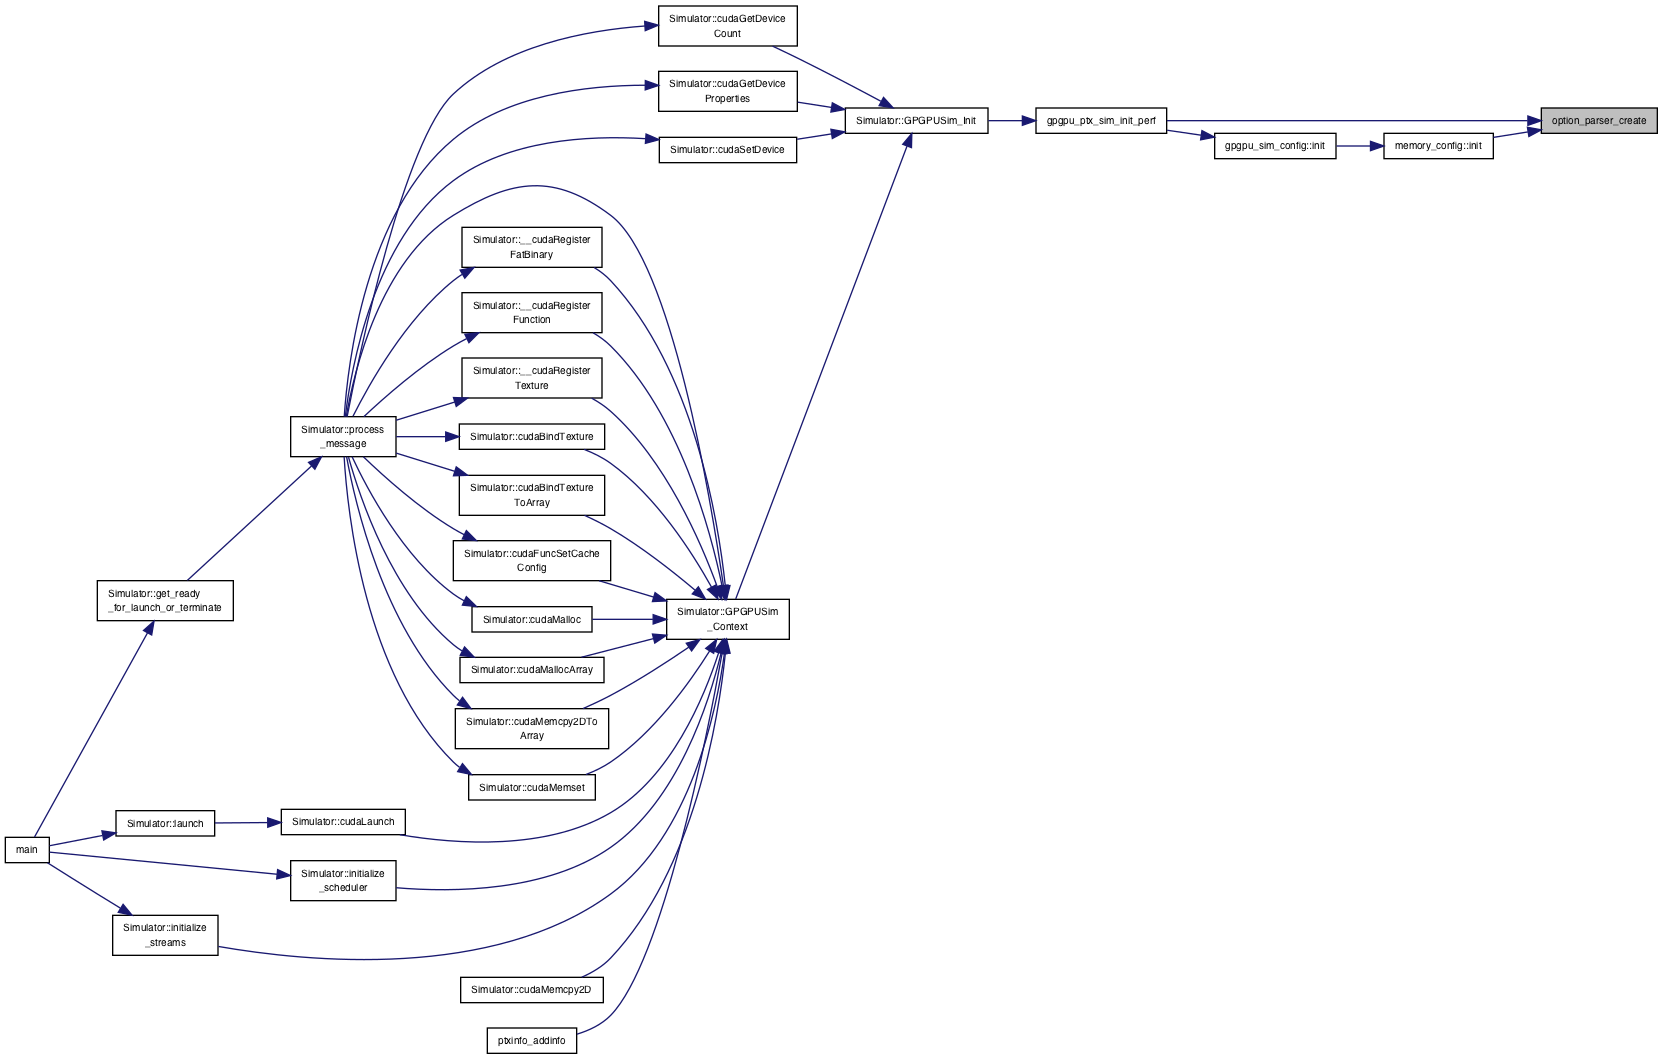 Simulator::cudaGetDevice
Count
Simulator::cudaGetDevice
Properties
Simulator::GPGPUSim_Init
gpgpu_ptx_sim_init_perf
option_parser_create
Simulator::cudaSetDevice
gpgpu_sim_config::init
memory_config::init
Simulator::__cudaRegister
FatBinary
Simulator::__cudaRegister
Function
Simulator::__cudaRegister
Texture
Simulator::process
_message
Simulator::cudaBindTexture
Simulator::cudaBindTexture
ToArray
Simulator::cudaFuncSetCache
Config
Simulator::get_ready
_for_launch_or_terminate
Simulator::cudaMalloc
Simulator::GPGPUSim
_Context
Simulator::cudaMallocArray
Simulator::cudaMemcpy2DTo
Array
Simulator::cudaMemset
Simulator::launch
Simulator::cudaLaunch
main
Simulator::initialize
_scheduler
Simulator::initialize
_streams
Simulator::cudaMemcpy2D
ptxinfo_addinfo